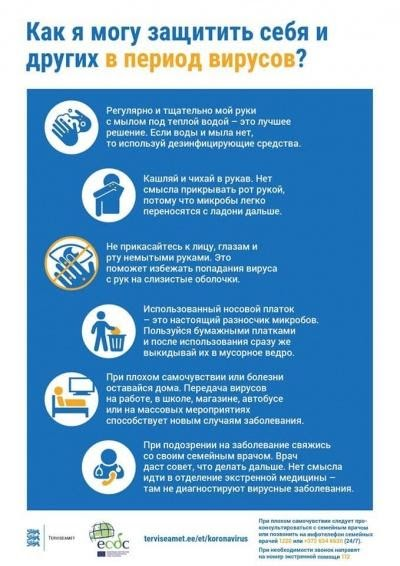 Как я могу защитить себя и
других в период вирусов?
Регулярно и тщательно мой руки
с мылом под теплой водой – это лучшее
решение. Если воды и мыла нет,
то используй дезинфицирующие средства.
Кашляй и чихай в рукав. Нет
смысла прикрывать рот рукой,
потому что микробы легко
переносятся с ладони дальше.
Не прикасайтесь к лицу, глазам и
рту немытыми руками. Это
поможет избежать попадания вируса
с рук на слизистые оболочки.
Использованный носовой платок
– это настоящий разносчик микробов.
Пользуйся бумажными платками
и после использования сразу же
выкидывай их в мусорное ведро.
При плохом самочувствии или болезни
оставайся дома. Передача вирусов
на работе, в школе, магазине, автобусе
или на массовых мероприятиях
способствует новым случаям заболевания.
При подозрении на заболевание свяжись
со своим семейным врачом. Врач
даст совет, что делать дальше. Нет смысла
идти в отделение экстренной медицины –
там не диагностируют вирусные заболевания.
Terviseamet
ecdc
terviseamet.ee/et/koronavirus
При плохом самочувствии следует про-
консультироваться с семейным врачом
или позвонить на инфотелефон семейных
врачей 1220 или +372 634 6630 (24/7).
При необходимости звонок направят
на номер экстренной помощи 112